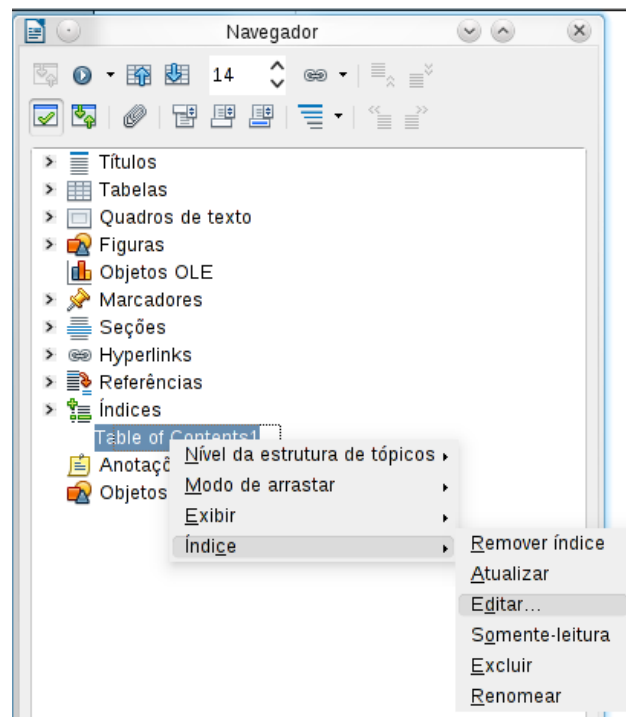 Navegador
14
Títulos
Tabelas
Quadros de texto
Figuras
Objetos OLE
Marcadores
Seções
Hyperlinks
Referências
Índices
Table of Contents1
Anotaçõ
Objetos
Nível da estrutura de tópicos
Modo de arrastar
Exibir
Índice
Remover índice
Atualizar
Editar...
Somente-leitura
Excluir
Renomear